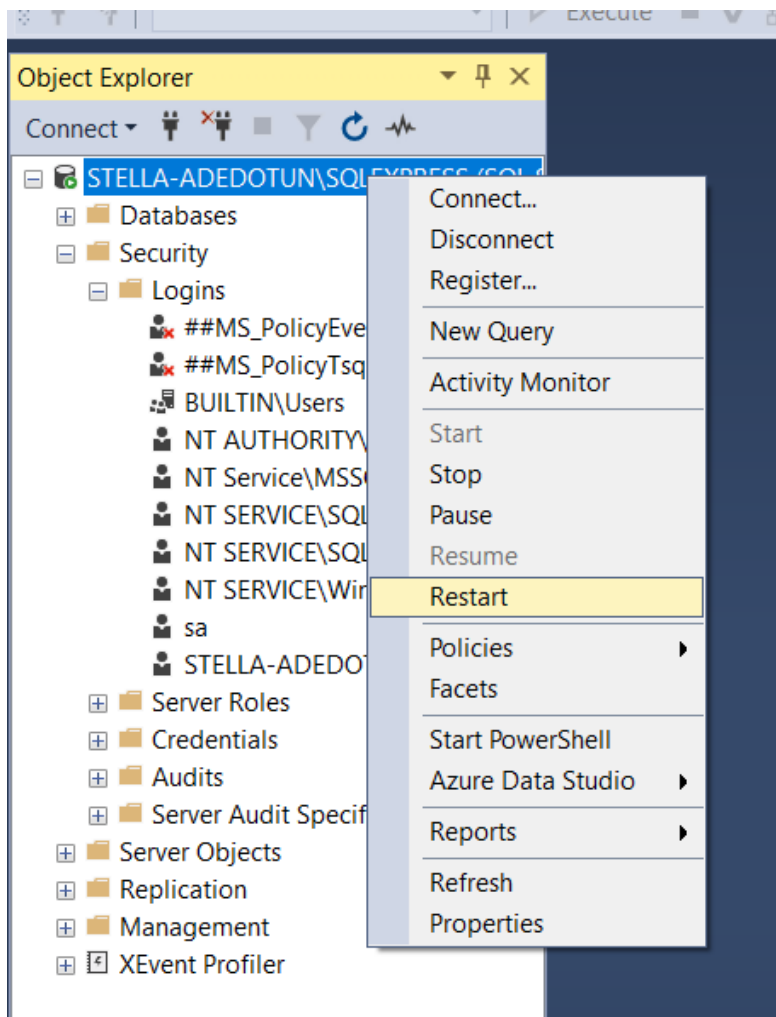 Execute
Object Explorer
Connect
STELLA-ADEDOTUN\SQLEXPRESS (SQL S
Databases
Security
Logins
##MS_PolicyEve
##MS_PolicyTsq
BUILTIN\Users
NT AUTHORITY\
NT Service\MSS
NT SERVICE\SQL
NT SERVICE\SQL
NT SERVICE\Wir
sa
STELLA-ADEDOT
Server Roles
Credentials
Audits
Server Audit Specif
Server Objects
Replication
Management
XEvent Profiler
Connect...
Disconnect
Register...
New Query
Activity Monitor
Start
Stop
Pause
Resume
Restart
Policies
Facets
Start PowerShell
Azure Data Studio
Reports
Refresh
Properties